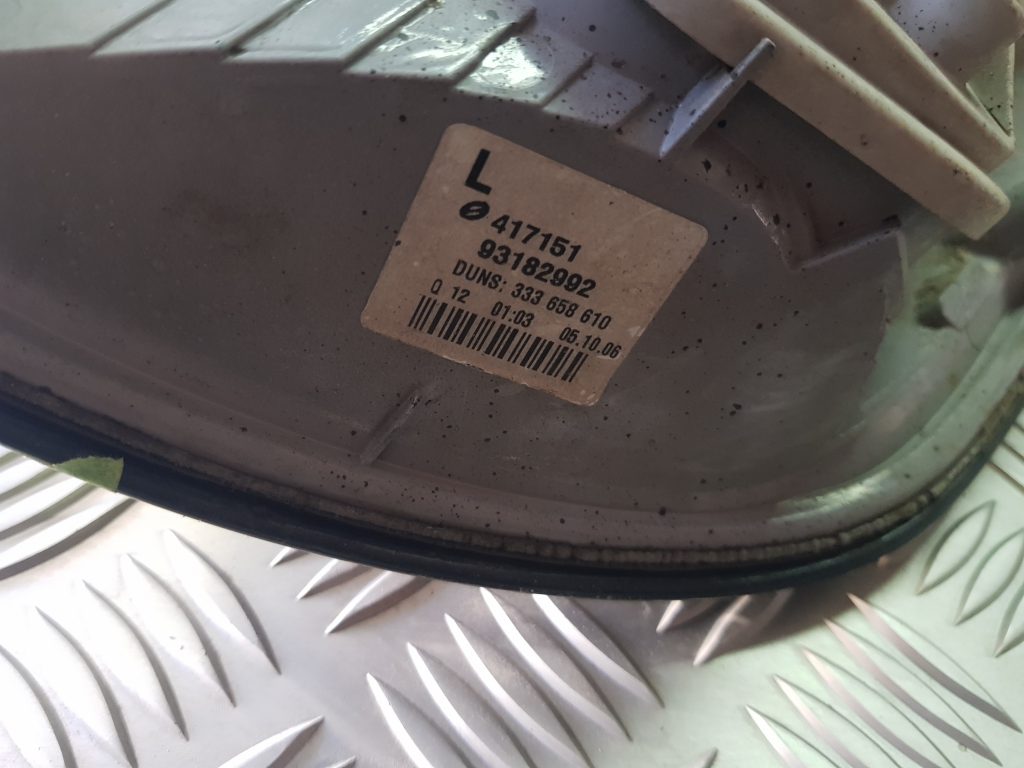 L
417151
93182992
DUNS: 333 658 610
Q 12 01:03 05.10.06